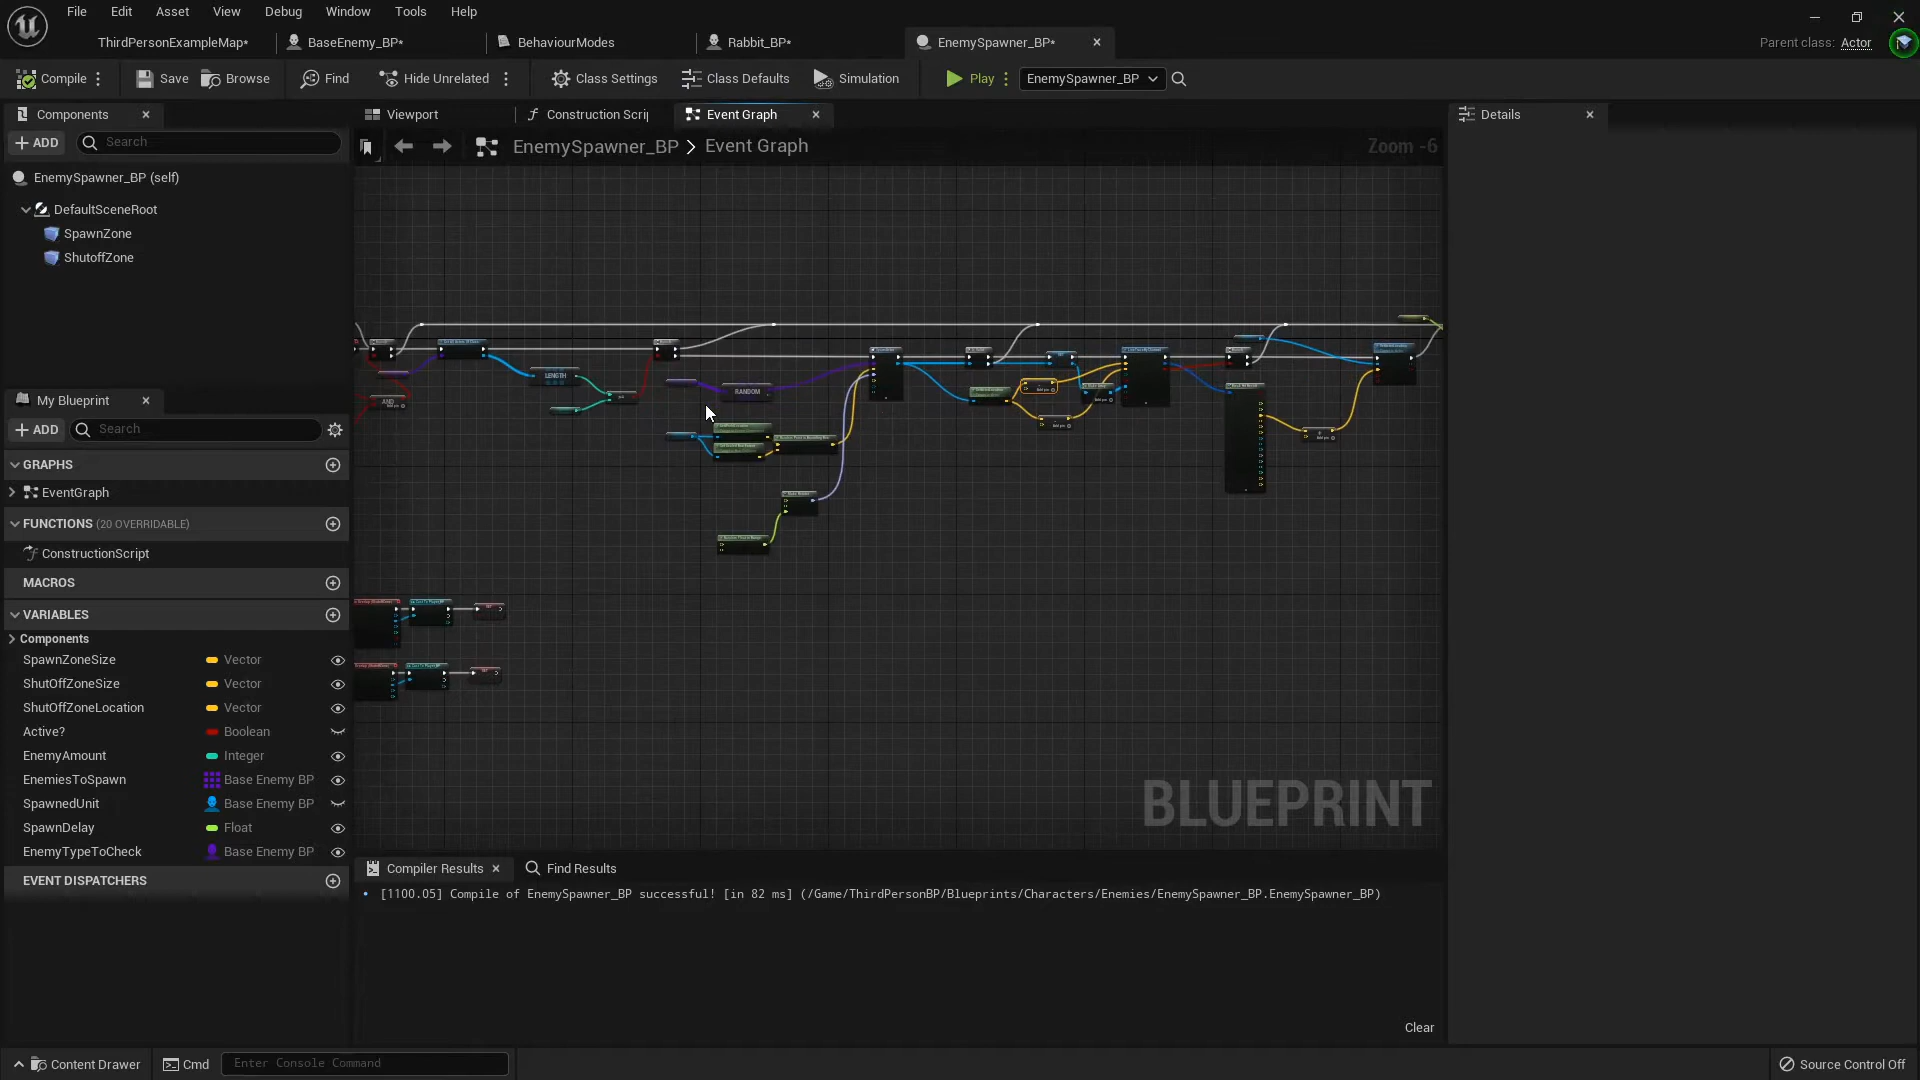 File Edit Asset View Debug Window Tools Help
ThirdPersonExampleMap* BaseEnemy_BP* BehaviourModes Rabbit_BP* EnemySpawner_BP* Parent class: Actor
Compile Save Browse Find Hide Unrelated Class Settings Class Defaults Simulation Play EnemySpawner_BP
Components Viewport Construction Scrip Event Graph Details
ADD Search EnemySpawner_BP > Event Graph Zoom -6
EnemySpawner_BP (self)
DefaultSceneRoot
SpawnZone
ShutoffZone
LENGTH
RANDOM
AND
My Blueprint
ADD Search
GRAPHS
EventGraph
FUNCTIONS (20 OVERRIDABLE)
ConstructionScript
MACROS
VARIABLES
Components
SpawnZoneSize Vector
ShutOffZoneSize Vector
ShutOffZoneLocation Vector
Active? Boolean
EnemyAmount Integer
EnemiesToSpawn Base Enemy BP
SpawnedUnit Base Enemy BP
SpawnDelay Float
EnemyTypeToCheck Base Enemy BP
EVENT DISPATCHERS
BLUEPRINT
Compiler Results Find Results
[1100.05] Compile of EnemySpawner_BP successful! [in 82 ms] (/Game/ThirdPersonBP/Blueprints/Characters/Enemies/EnemySpawner_BP.EnemySpawner_BP)
Clear
Content Drawer Cmd Enter Console Command Source Control Off